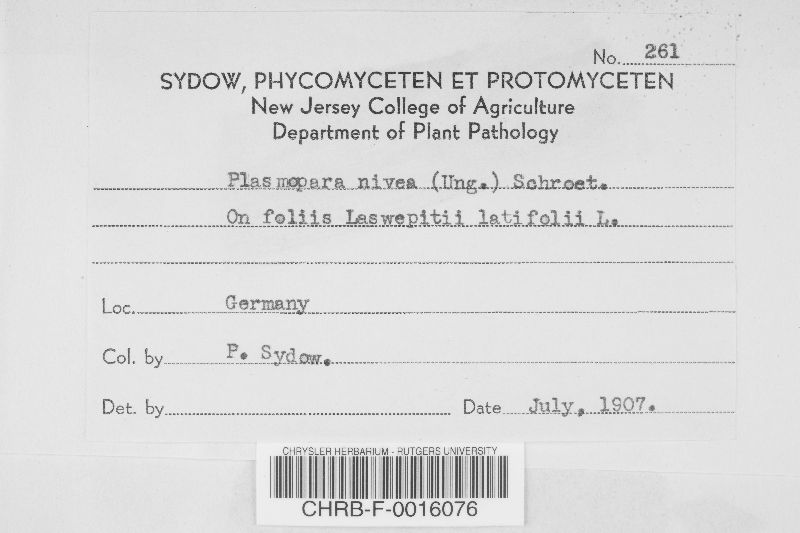 No. 261
SYDOW, PHYCOMYCETEN ET PROTOMYCETEN
New Jersey College of Agriculture
Department of Plant Pathology
Plasmopara nivea (Ung.) Schroet.
On foliis Laswepitii latifolii L.
Loc. Germany
Col. by P. Sydow.
Det. by
Date July, 1907.
CHRYSLER HERBARIUM - RUTGERS UNIVERSITY
CHRB-F-0016076